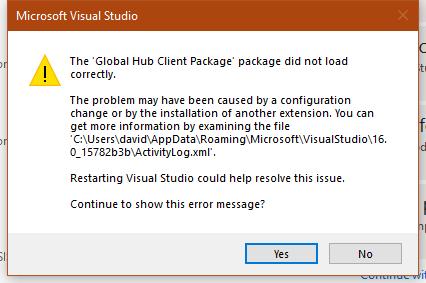 Microsoft Visual Studio
The 'Global Hub Client Package' package did not load
correctly.
The problem may have been caused by a configuration
change or by the installation of another extension. You can
get more information by examining the file
'C:\Users\david\AppData\Roaming\Microsoft\VisualStudio\16.
0_15782b3b\ActivityLog.xml'.
Restarting Visual Studio could help resolve this issue.
Continue to show this error message?
Yes
No
Continue wit